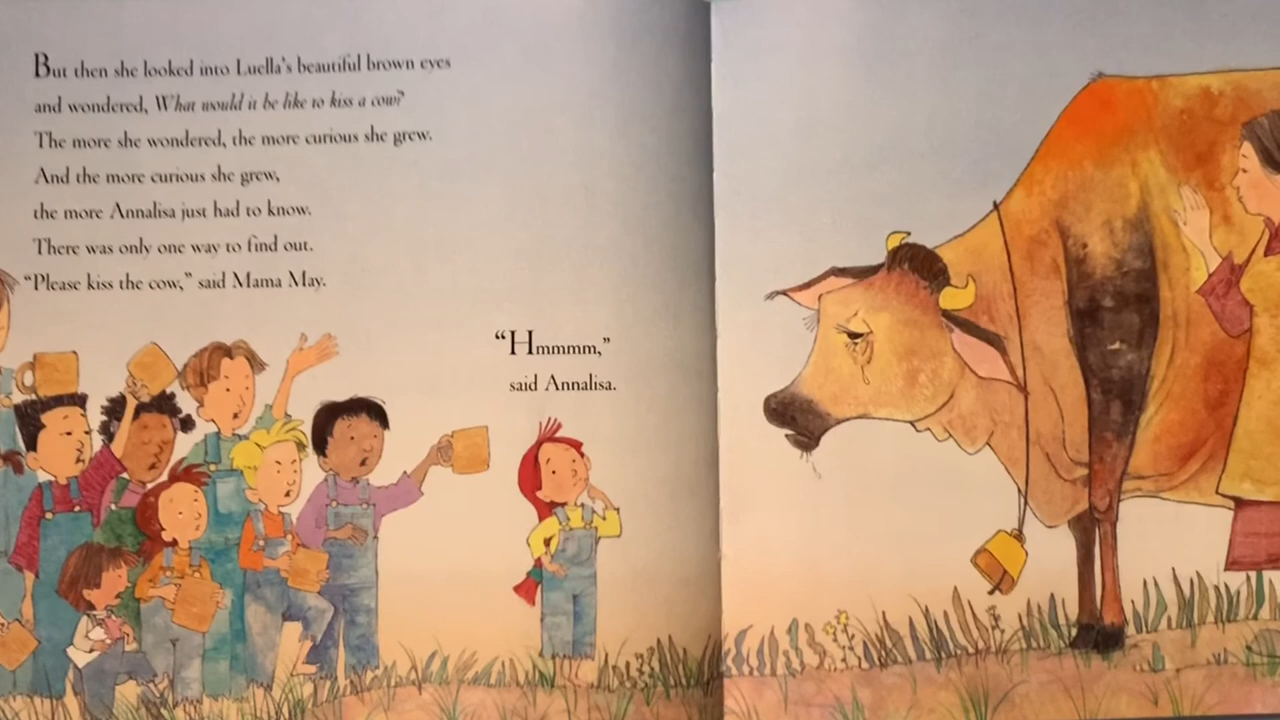 But then she looked into Luella's beautiful brown eyes
and wondered, What would it be like to kiss a cow?
The more she wondered, the more curious she grew.
And the more curious she grew,
the more Annalisa just had to know.
There was only one way to find out.
"Please kiss the cow," said Mama May.
"Hmmmm,"
said Annalisa.